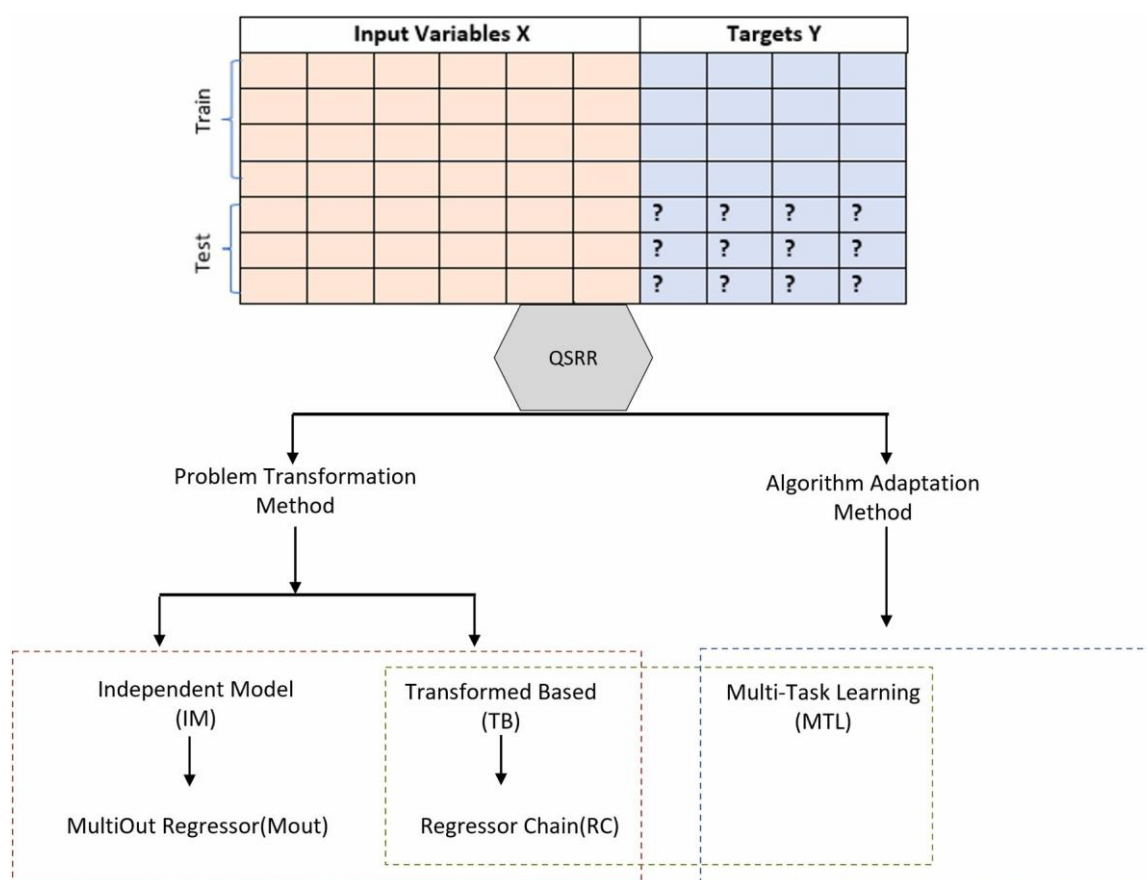 Input Variables X Targets Y
Train
? ? ? ?
Test ? ? ? ?
? ? ? ?
QSRR
Problem Transformation
Method
Algorithm Adaptation
Method
Independent Model
(IM)
Transformed Based
(TB)
Multi-Task Learning
(MTL)
MultiOut Regressor(Mout)
Regressor Chain(RC)